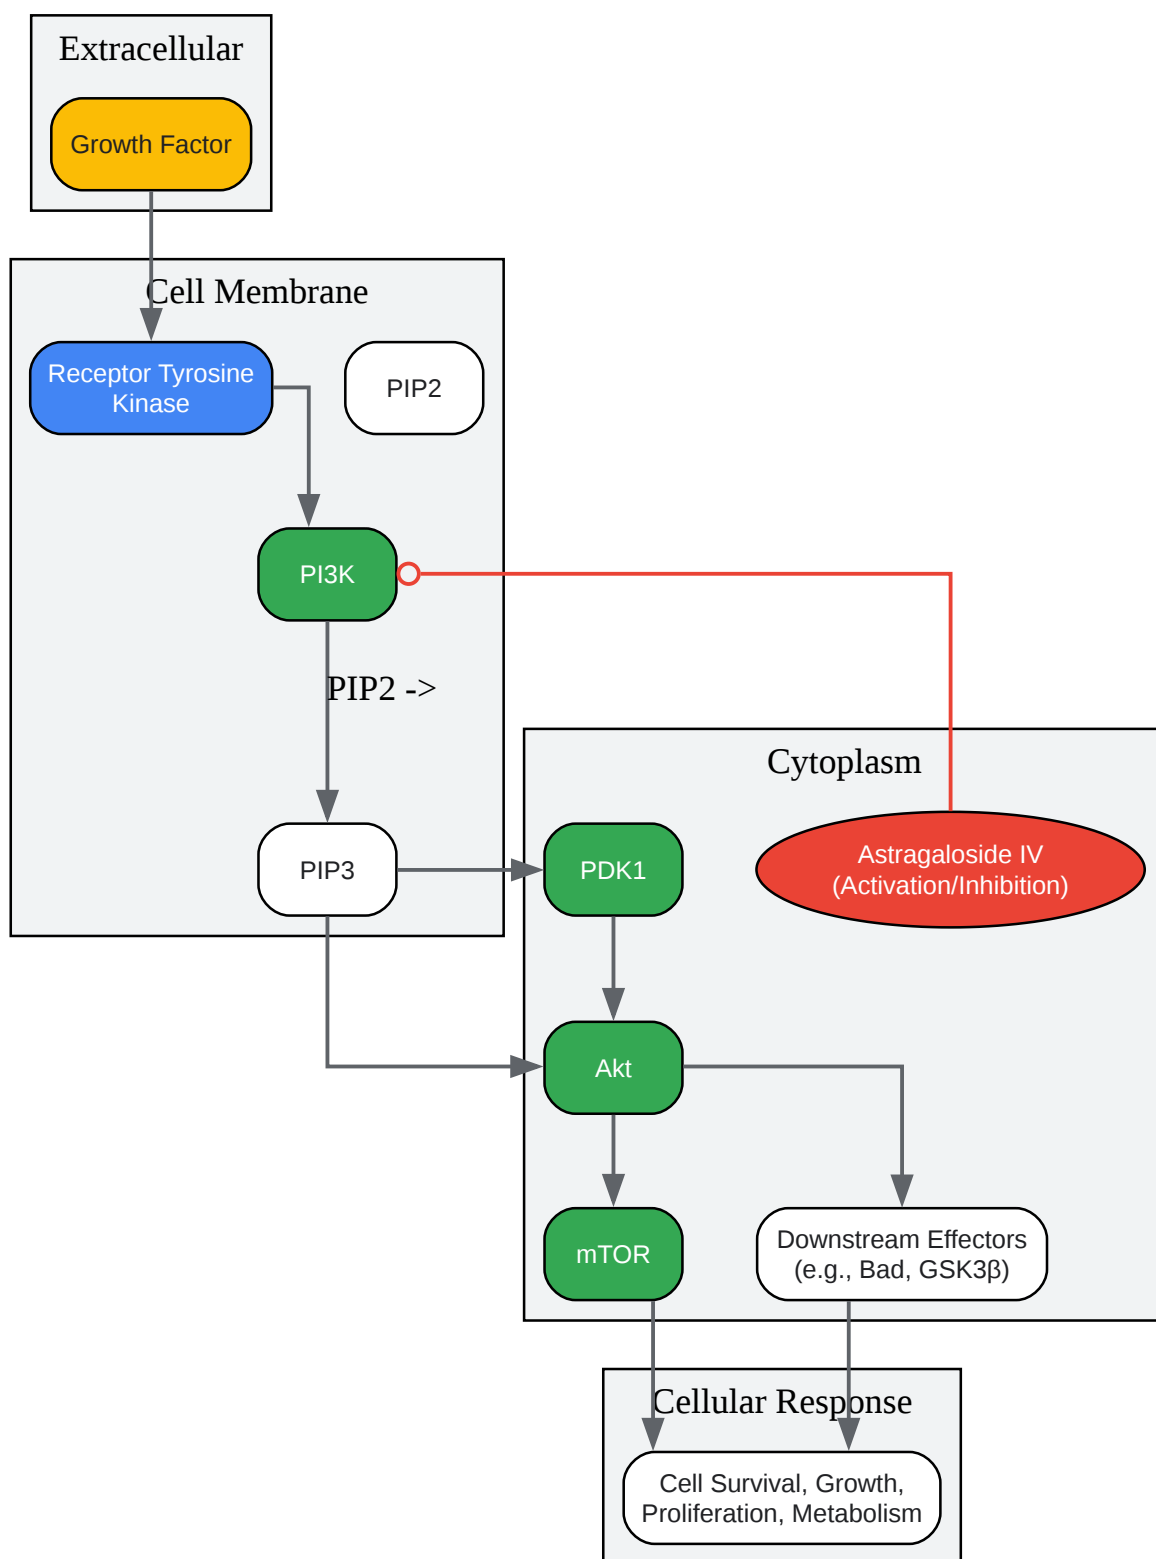 Extracellular
Growth Factor
Cell Membrane
Receptor Tyrosine
Kinase
PIP2
PI3K
PIP2 ->
Cytoplasm
PIP3
PDK1
Astragaloside IV
(Activation/Inhibition)
Akt
mTOR
Downstream Effectors
(e.g., Bad, GSK3β)
Cellular Response
Cell Survival, Growth,
Proliferation, Metabolism